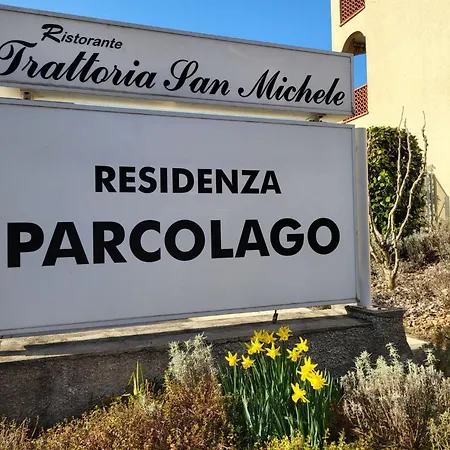 Ristorante
Trattoria San Michele
RESIDENZA
PARCOLAGO